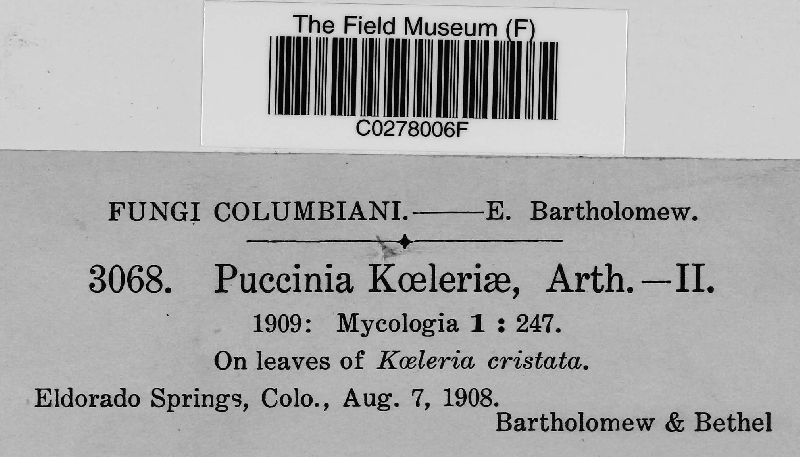 The Field Museum (F)
C0278006F
FUNGI COLUMBIANI.——E. Bartholomew.
3068. Puccinia Kœleriæ, Arth.—II.
1909: Mycologia 1 : 247.
On leaves of Kœleria cristata.
Eldorado Springs, Colo., Aug. 7, 1908.
Bartholomew & Bethel